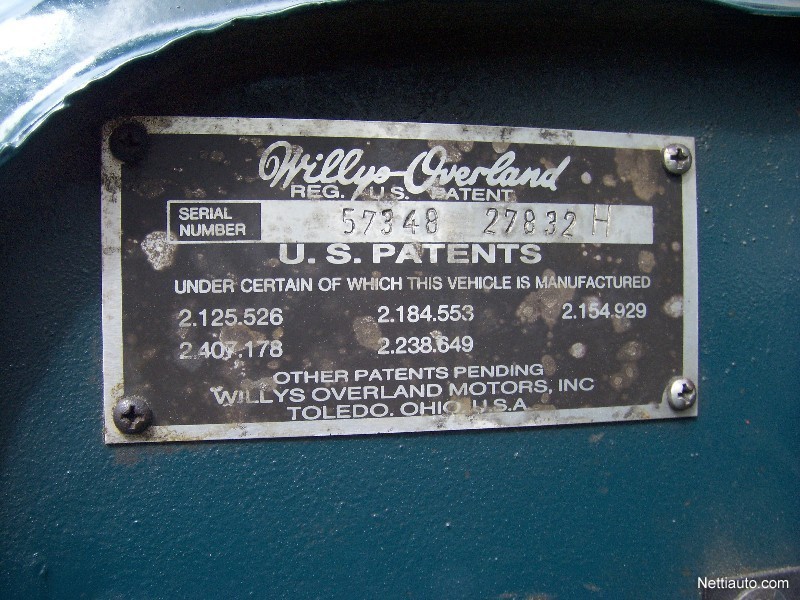 Willys-Overland
REG. U.S. PATENT
SERIAL NUMBER 57348 27832 H
U. S. PATENTS
UNDER CERTAIN OF WHICH THIS VEHICLE IS MANUFACTURED
2.125.526 2.184.553 2.154.929
2.407.178 2.238.649
OTHER PATENTS PENDING
WILLYS OVERLAND MOTORS, INC
TOLEDO. OHIO U.S.A
Nettiauto.com